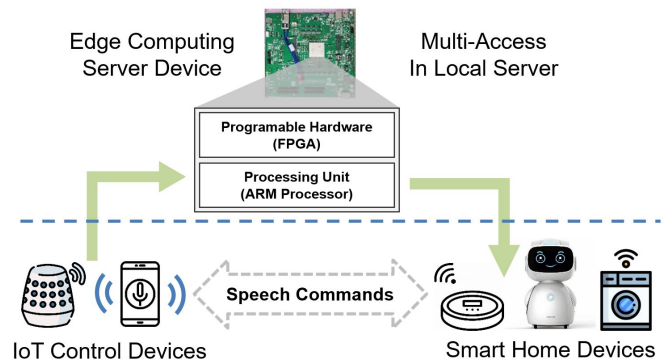 Edge Computing
Server Device
Multi-Access
In Local Server
Programable Hardware
(FPGA)
Processing Unit
(ARM Processor)
Speech Commands
IoT Control Devices
Smart Home Devices